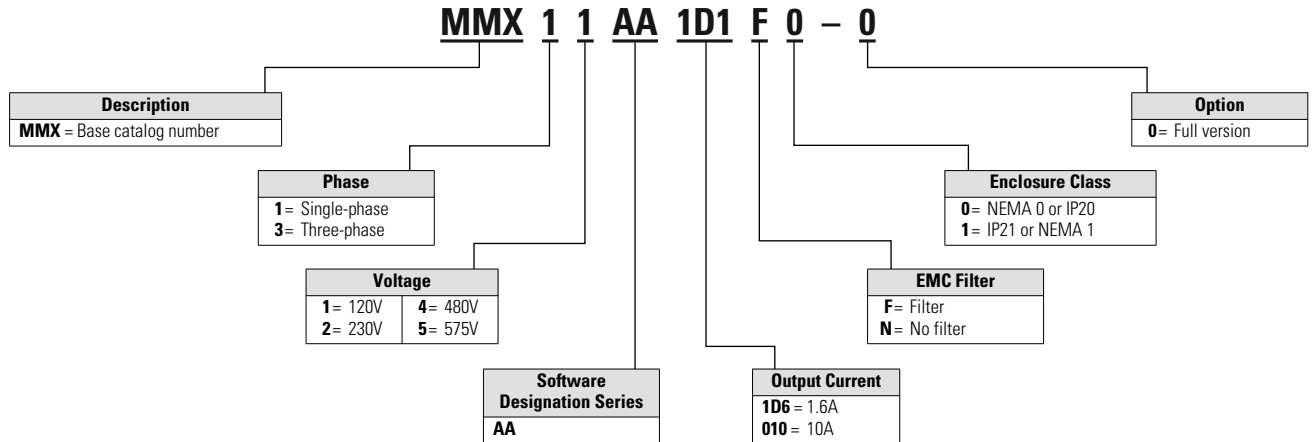 MMX 1 1 AA 1D1 F 0 – 0
Description
MMX = Base catalog number
Option
0= Full version
Phase
1= Single-phase
3= Three-phase
Enclosure Class
0= NEMA 0 or IP20
1= IP21 or NEMA 1
Voltage
1= 120V 4= 480V
2= 230V 5= 575V
EMC Filter
F= Filter
N= No filter
Software
Designation Series
AA
Output Current
1D6 = 1.6A
010 = 10A